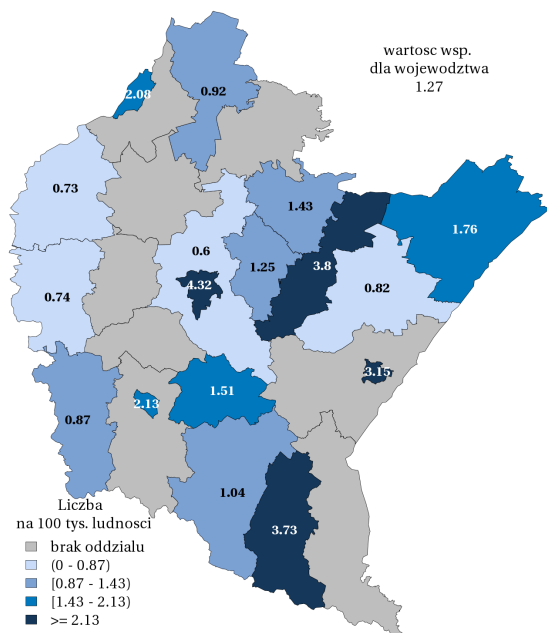 wartosc wsp.
dla wojewodztwa
1.27
2.08
0.92
0.73
1.43
1.76
0.6
3.8
1.25
4.32
0.82
0.74
3.15
1.51
2.13
0.87
1.04
3.73
Liczba
na 100 tys. ludnosci
brak oddzialu
(0 - 0.87)
[0.87 - 1.43)
[1.43 - 2.13)
>= 2.13